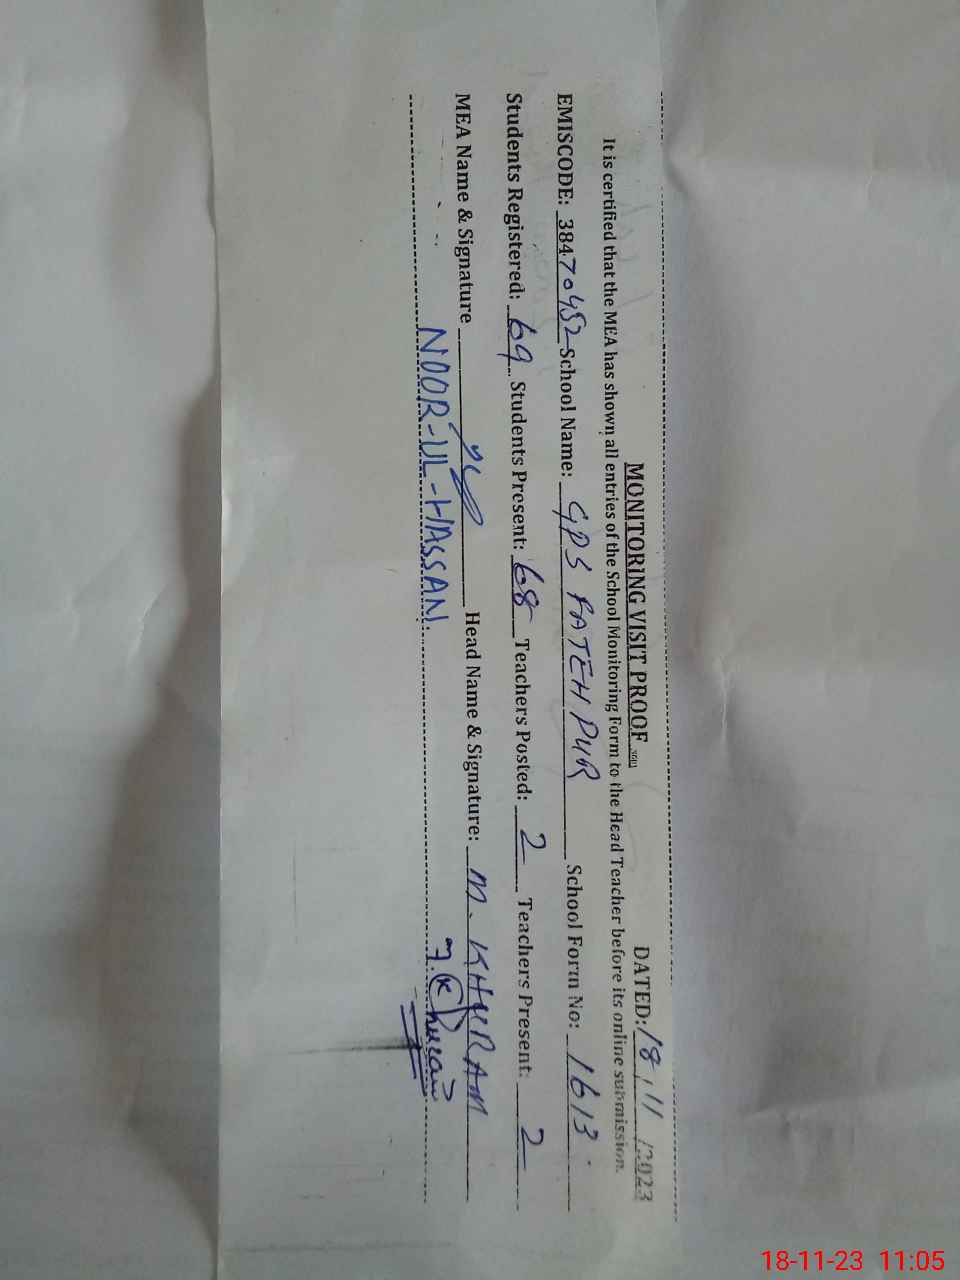 MONITORING VISIT PROOF DATED: 18/11/2023
It is certified that the MEA has shown all entries of the School Monitoring Form to the Head Teacher before its online submission.
EMISCODE: 38470452 School Name: GPS FATEHPUR School Form No: 1613.
Students Registered: 69 Students Present: 68 Teachers Posted: 2 Teachers Present: 2
MEA Name & Signature Head Name & Signature: M. KHURAM
NOOR-UL-HASSAN.
18-11-23 11:05